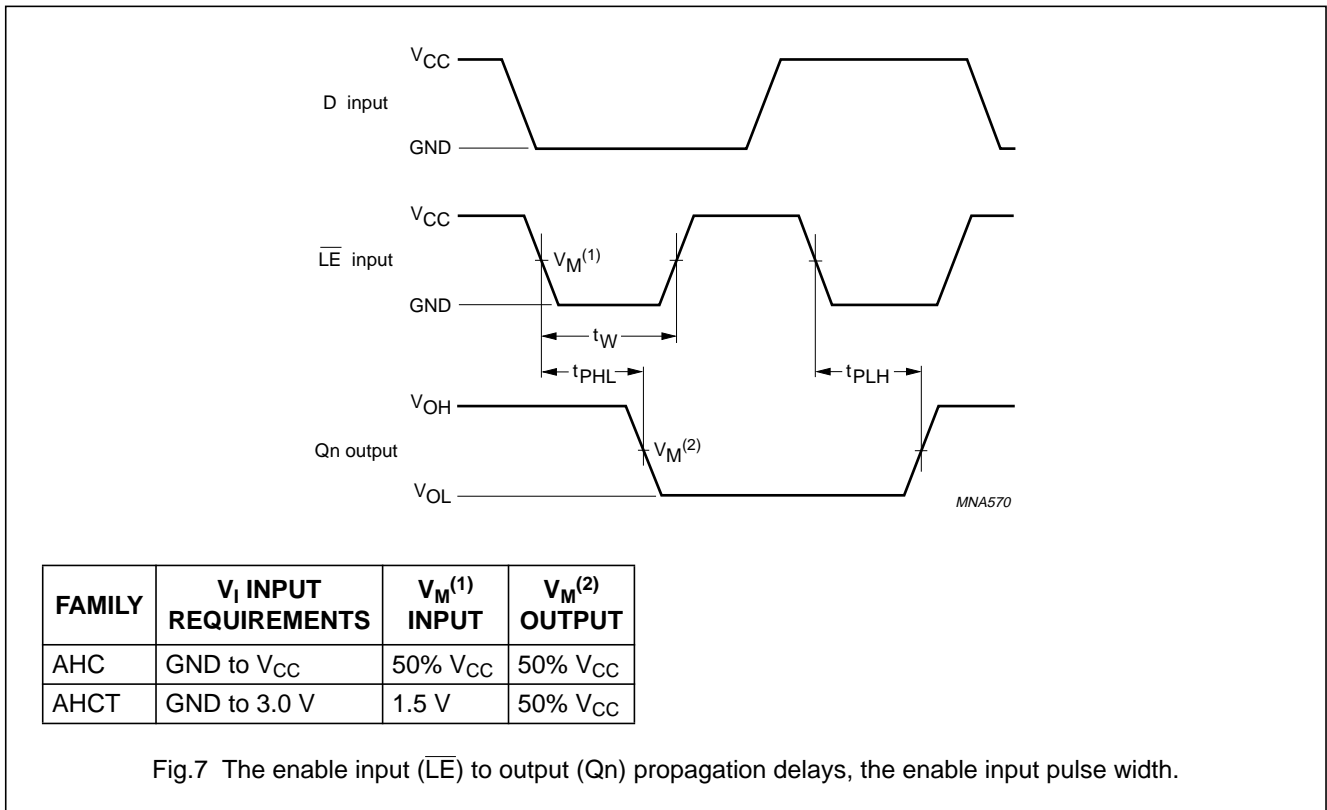 VCC
D input
GND
VCC
LE input
VM(1)
GND
tW
tPHL
tPLH
VOH
Qn output
VM(2)
VOL
MNA570
FAMILY VI INPUT REQUIREMENTS VM(1) INPUT VM(2) OUTPUT
AHC GND to VCC 50% VCC 50% VCC
AHCT GND to 3.0 V 1.5 V 50% VCC
Fig.7 The enable input (LE) to output (Qn) propagation delays, the enable input pulse width.